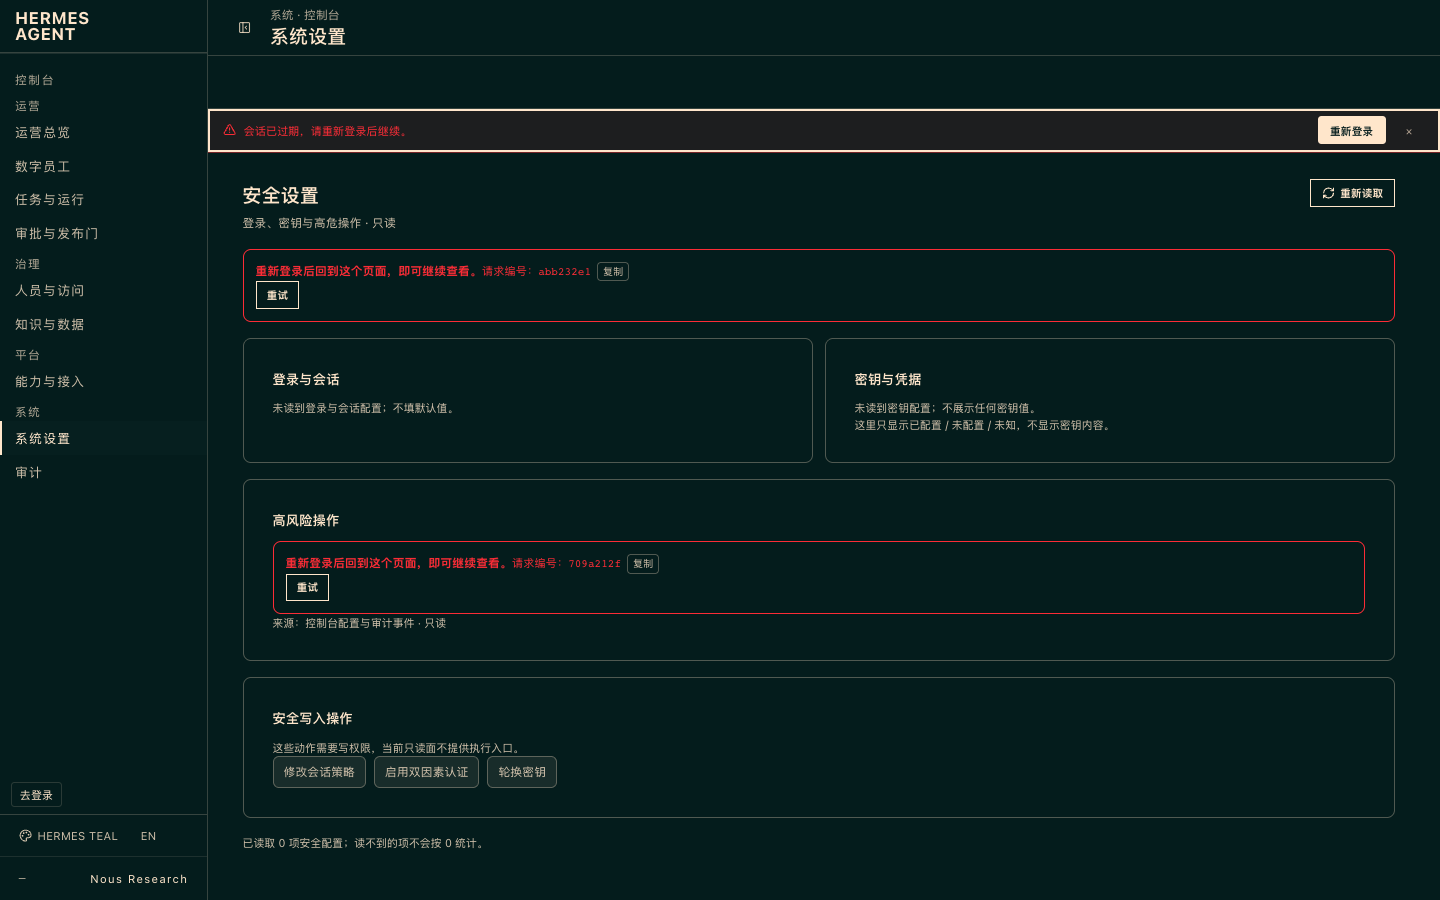 HERMES
AGENT
控制台
运营
运营总览
数字员工
任务与运行
审批与发布门
治理
人员与访问
知识与数据
平台
能力与接入
系统
系统设置
审计
去登录
HERMES TEAL
EN
—
Nous Research
系统 · 控制台
系统设置
会话已过期，请重新登录后继续。
重新登录
×
安全设置
重新读取
登录、密钥与高危操作 · 只读
重新登录后回到这个页面，即可继续查看。请求编号：abb232e1 复制
重试
登录与会话
未读到登录与会话配置；不填默认值。
密钥与凭据
未读到密钥配置；不展示任何密钥值。
这里只显示已配置 / 未配置 / 未知，不显示密钥内容。
高风险操作
重新登录后回到这个页面，即可继续查看。请求编号：709a212f 复制
重试
来源：控制台配置与审计事件 · 只读
安全写入操作
这些动作需要写权限，当前只读面不提供执行入口。
修改会话策略
启用双因素认证
轮换密钥
已读取 0 项安全配置；读不到的项不会按 0 统计。